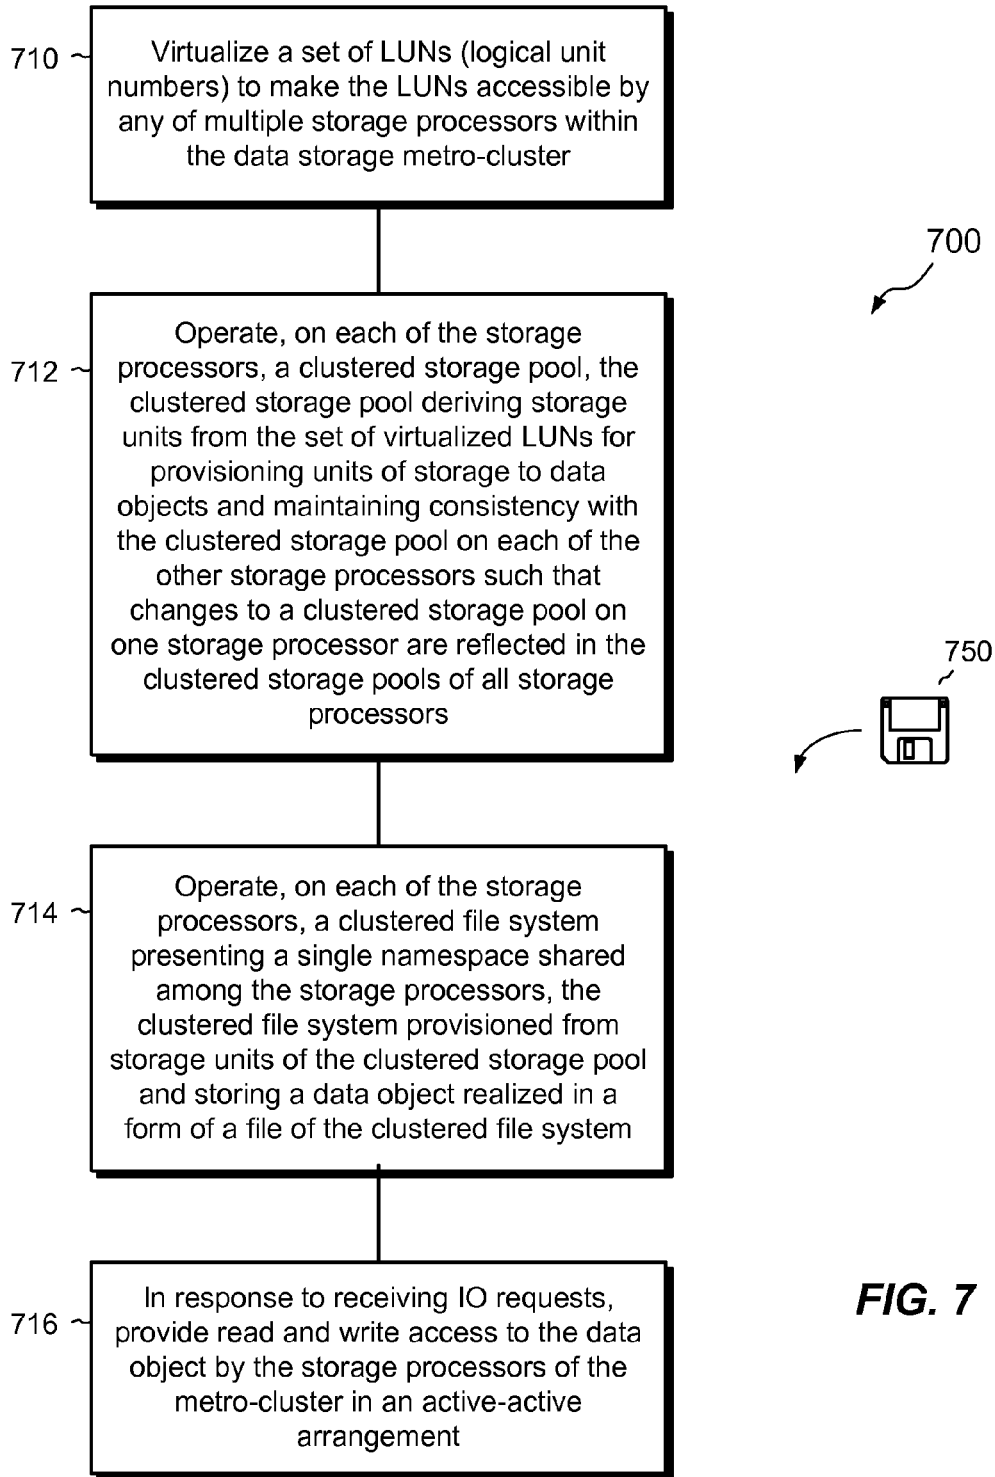 710
Virtualize a set of LUNs (logical unit
numbers) to make the LUNs accessible by
any of multiple storage processors within
the data storage metro-cluster
700
712
Operate, on each of the storage
processors, a clustered storage pool, the
clustered storage pool deriving storage
units from the set of virtualized LUNs for
provisioning units of storage to data
objects and maintaining consistency with
the clustered storage pool on each of the
other storage processors such that
changes to a clustered storage pool on
one storage processor are reflected in the
clustered storage pools of all storage
processors
750
714
Operate, on each of the storage
processors, a clustered file system
presenting a single namespace shared
among the storage processors, the
clustered file system provisioned from
storage units of the clustered storage pool
and storing a data object realized in a
form of a file of the clustered file system
716
In response to receiving IO requests,
provide read and write access to the data
object by the storage processors of the
metro-cluster in an active-active
arrangement
FIG. 7